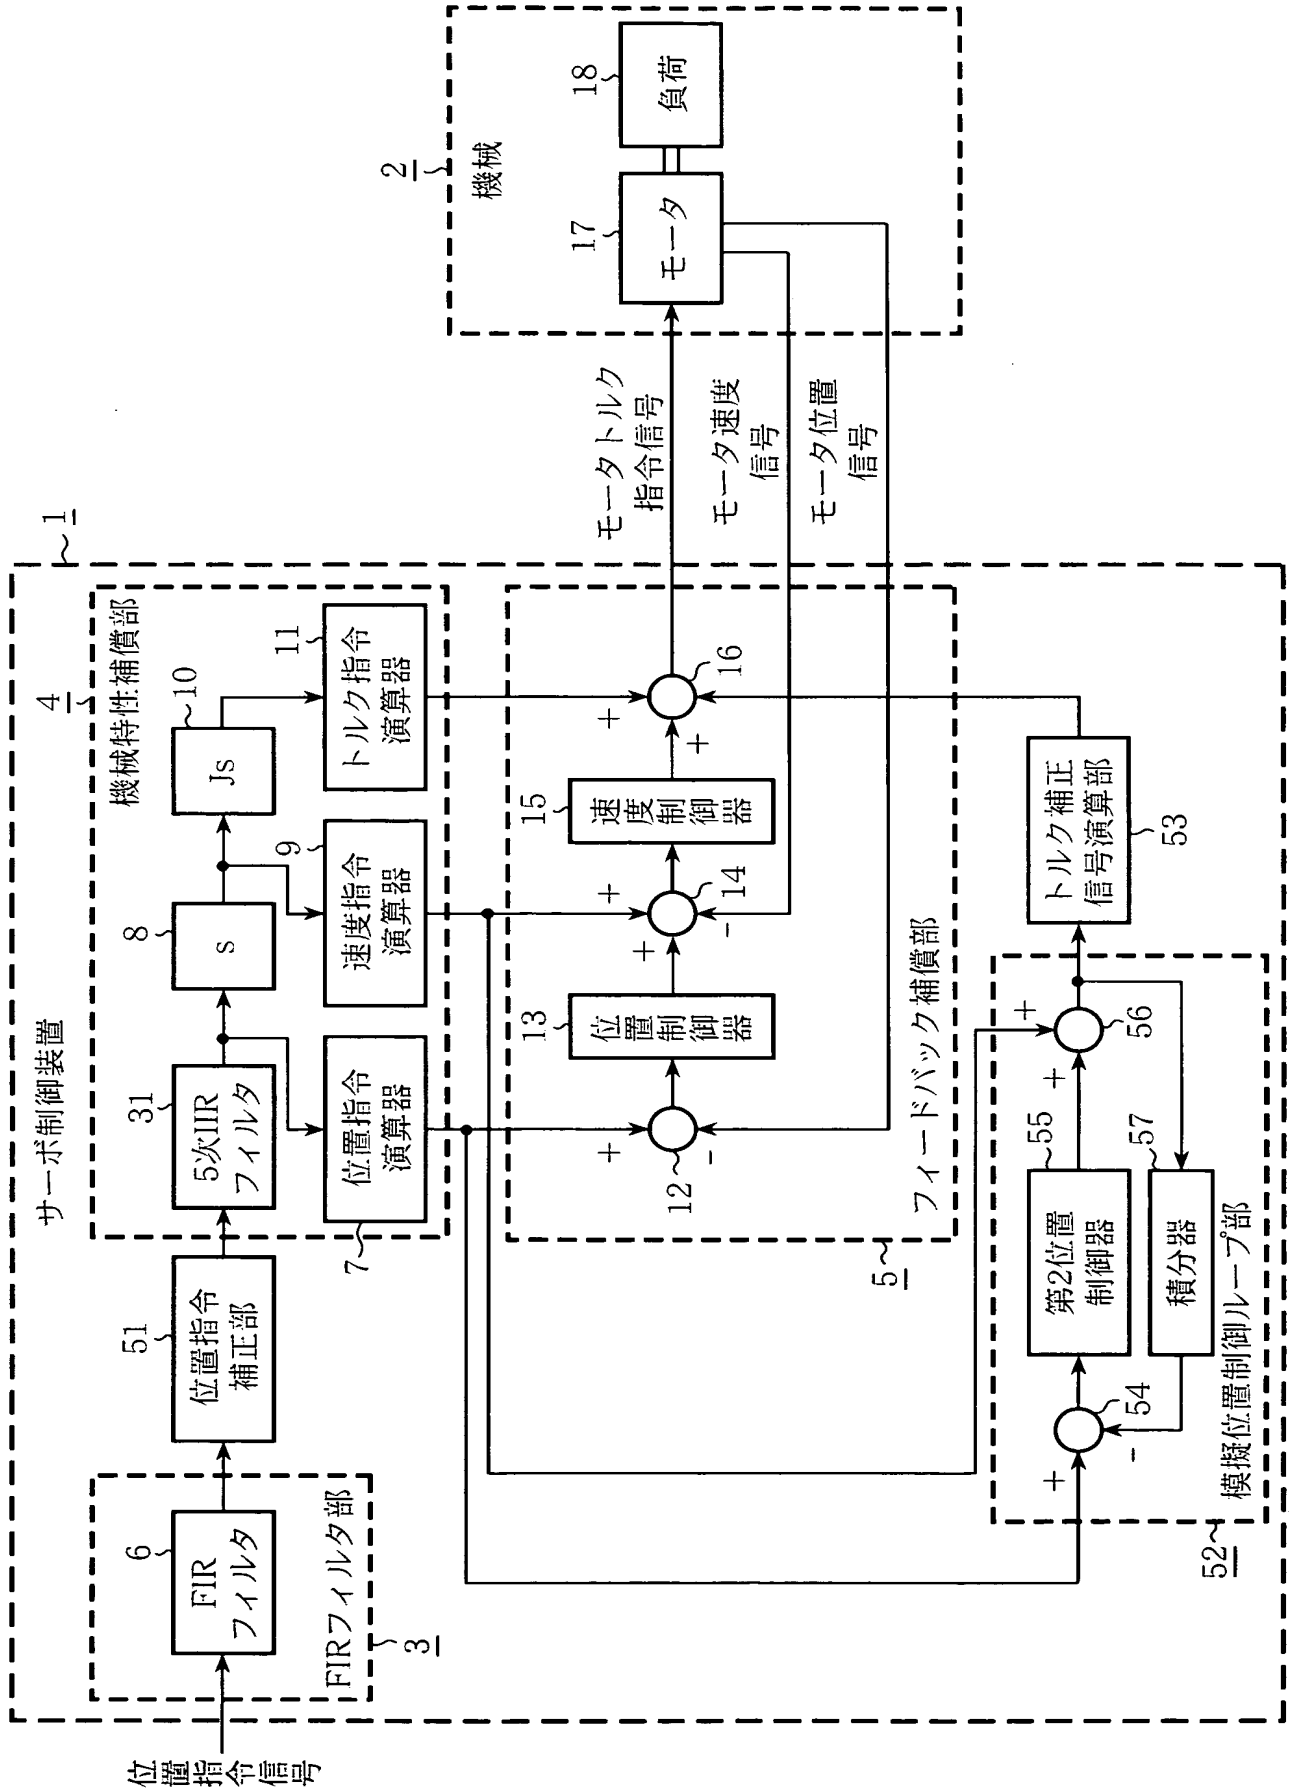 サーボ制御装置
1
位置指令信号
3
FIRフィルタ部
6
FIR
フィルタ
51
位置指令
補正部
4
機械特性補償部
31
5次IIR
フィルタ
8
s
10
Js
7
位置指令
演算器
9
速度指令
演算器
11
トルク指令
演算器
5
フィードバック補償部
12
+
-
13
位置制御器
14
+
+
-
15
速度制御器
16
+
+
モータトルク
指令信号
モータ速度
信号
モータ位置
信号
2
機械
17
モータ
18
負荷
52
模擬位置制御ループ部
54
+
-
55
第2位置
制御器
56
+
+
57
積分器
53
トルク補正
信号演算部